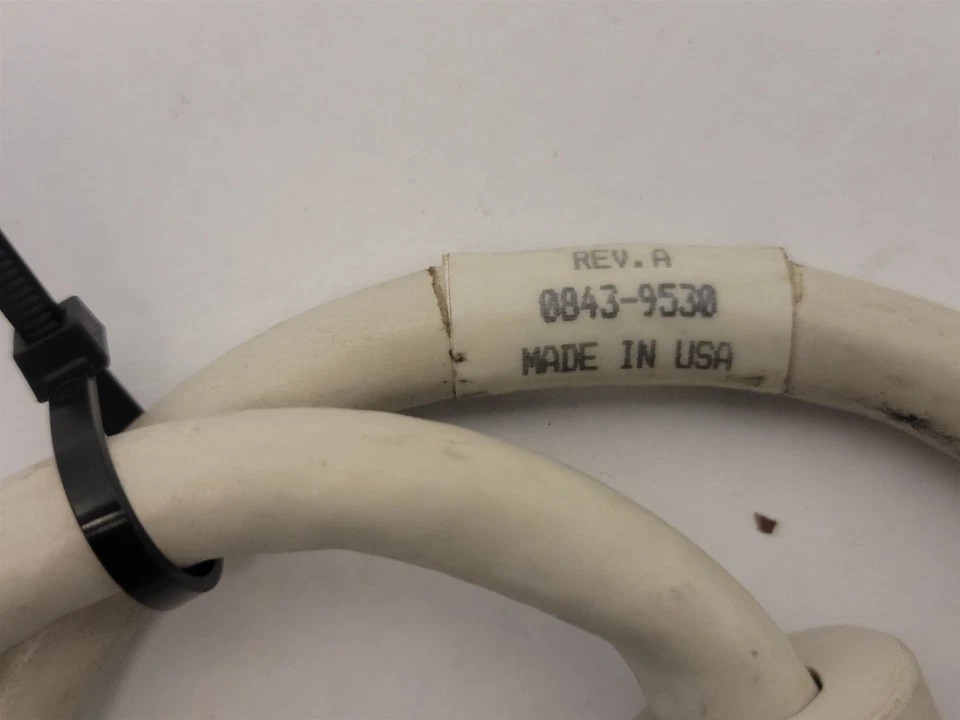 REV. A
0843-9530
MADE IN USA